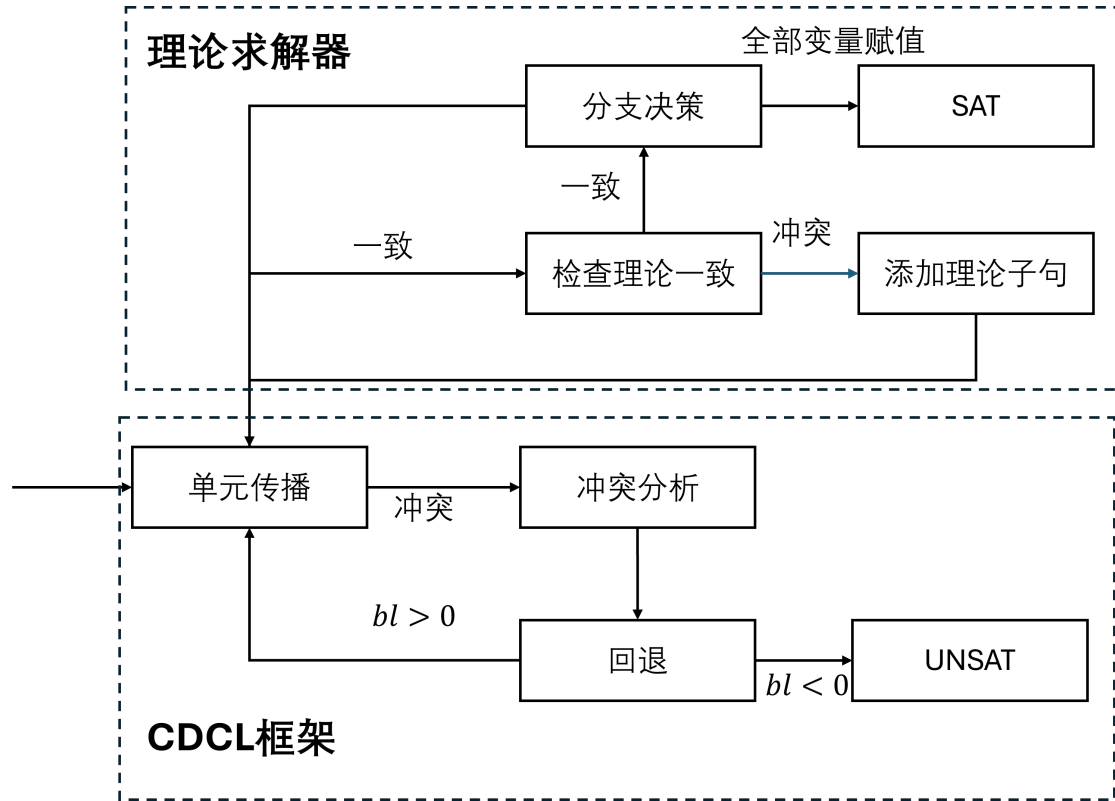 理论求解器
全部变量赋值
分支决策
SAT
一致
一致
冲突
检查理论一致
添加理论子句
单元传播
冲突
冲突分析
bl > 0
回退
bl < 0
UNSAT
CDCL框架